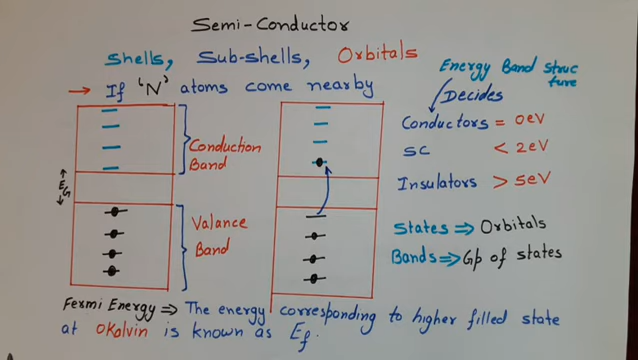 Semi-Conductor
Shells, Sub-shells, Orbitals
→ If 'N' atoms come nearby
Energy Band Struc
ture
Decides
Conduction
Band
EG
Valance
Band
Conductors = 0eV
SC < 2eV
Insulators > 5eV
States ⇒ Orbitals
Bands ⇒ Gp of states
Fermi Energy ⇒ The energy corresponding to higher filled state
at 0Kalvin is known as Ef.